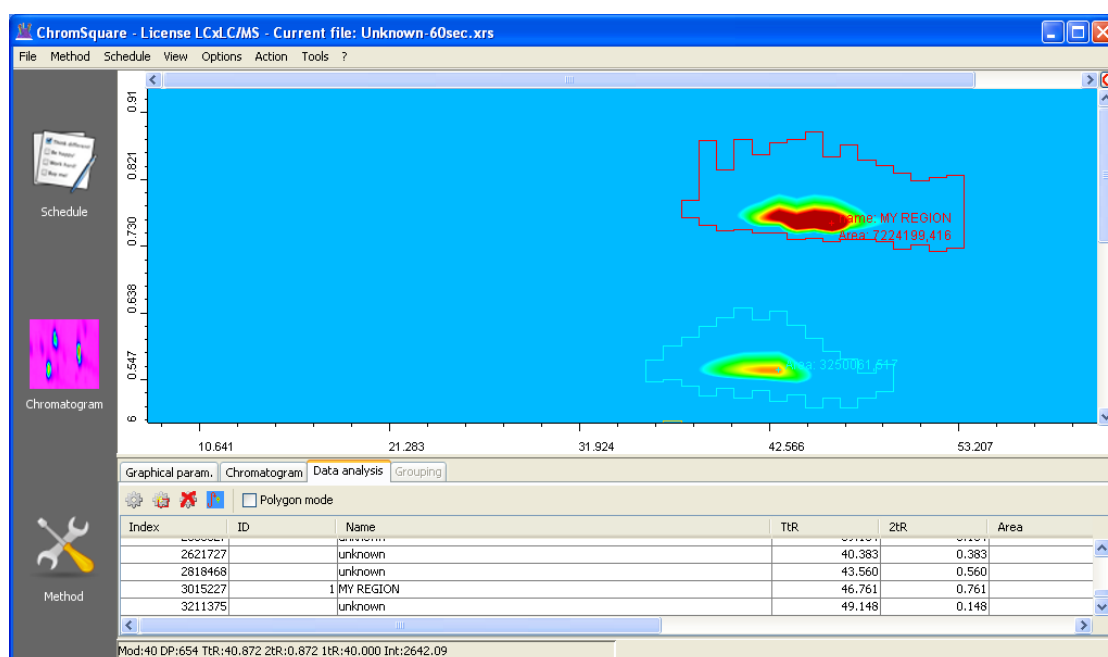 ChromSquare - License LCxLC/MS - Current file: Unknown-60sec.xrs
File Method Schedule View Options Action Tools ?
Schedule
Chromatogram
Method
0.91
0.821
0.730
0.638
0.547
6
Name: MY REGION
Area: 7224199,416
Area: 3250061,517
10.641 21.283 31.924 42.566 53.207
Graphical param. Chromatogram Data analysis Grouping
Polygon mode
Index ID Name TtR 2tR Area
2621727 unknown 40.383 0.383
2818468 unknown 43.560 0.560
3015227 1 MY REGION 46.761 0.761
3211375 unknown 49.148 0.148
Mod:40 DP:654 TtR:40.872 2tR:0.872 1tR:40.000 Int:2642.09